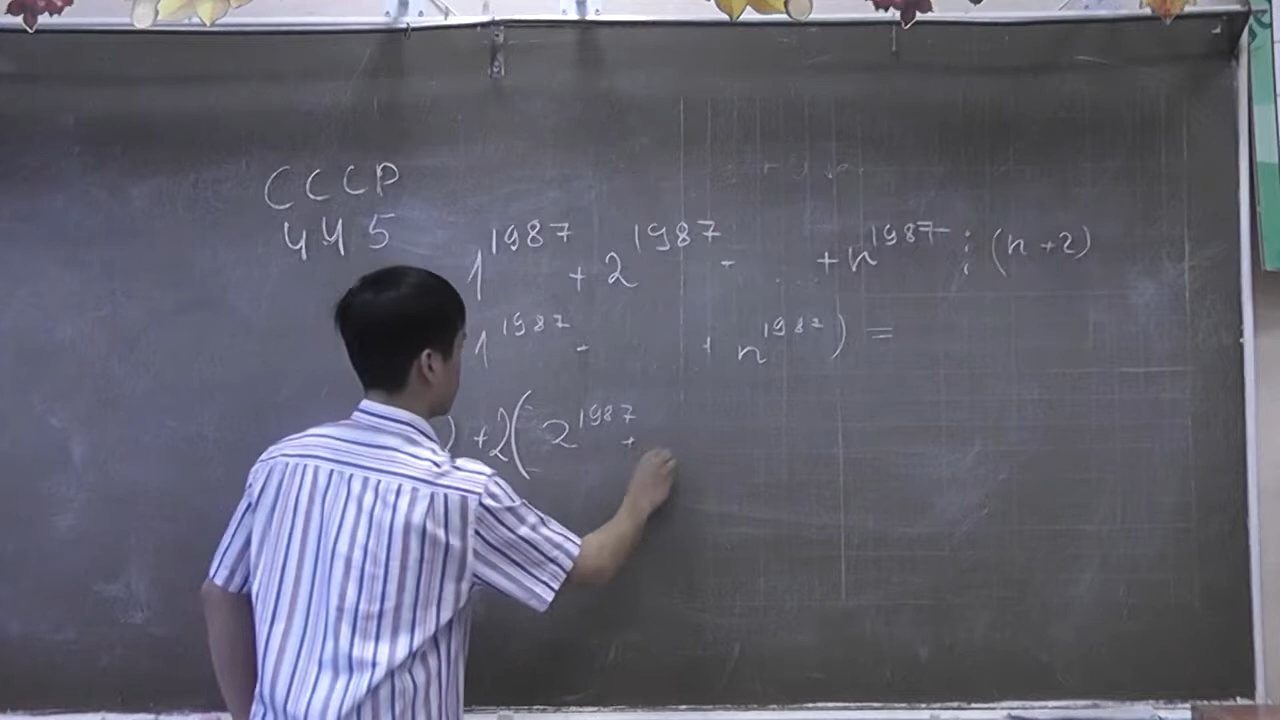 СССР
445
1^1987 + 2^1987 + ... + n^1987 ⋮ (n+2)
1^1987 + ... + n^1987) =
) + 2(2^1987 +